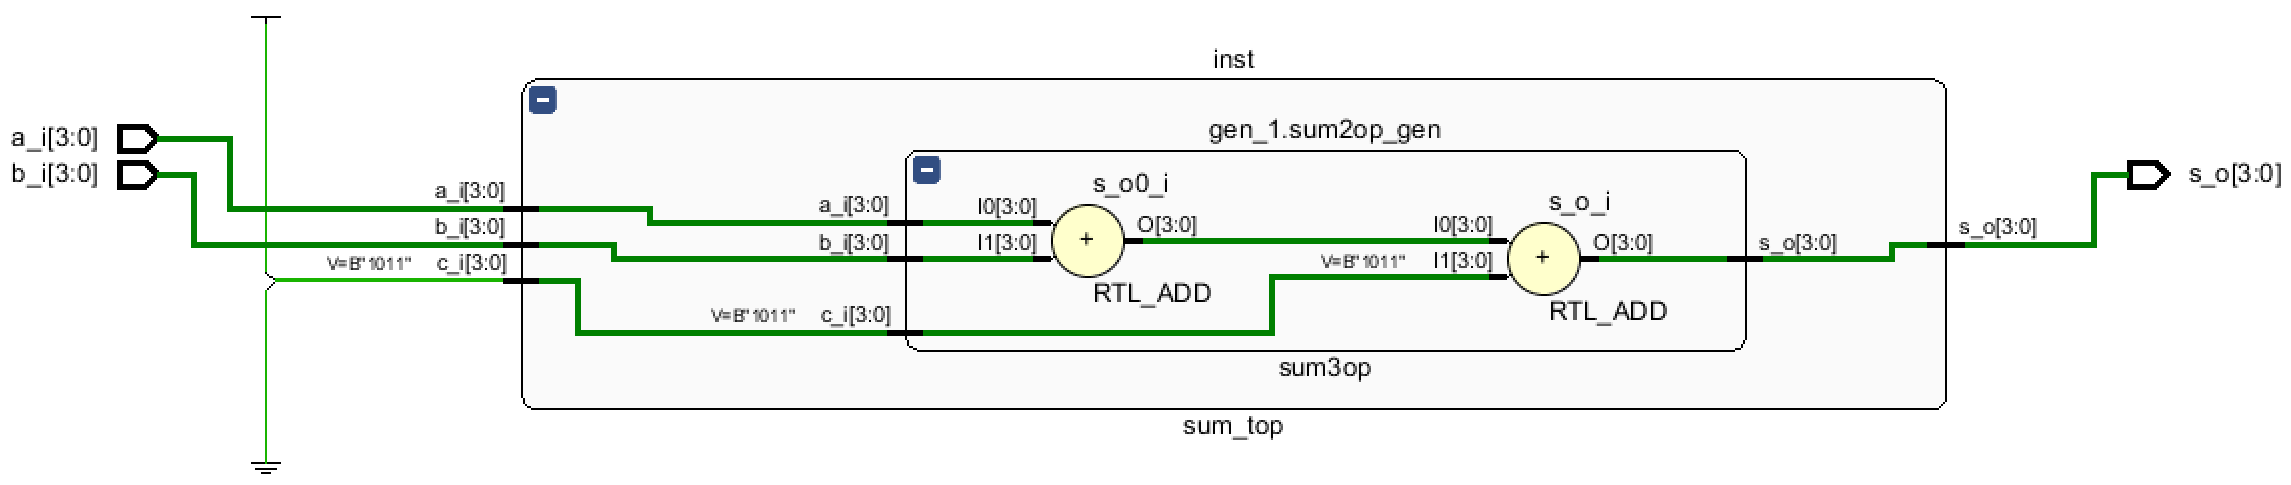 inst
gen_1.sum2op_gen
a_i[3:0]
b_i[3:0]
a_i[3:0]
b_i[3:0]
V=B"1011" c_i[3:0]
a_i[3:0]
b_i[3:0]
V=B"1011" c_i[3:0]
s_o0_i
I0[3:0]
I1[3:0]
+
O[3:0]
RTL_ADD
s_o_i
I0[3:0]
V=B"1011" I1[3:0]
+
O[3:0]
RTL_ADD
s_o[3:0]
s_o[3:0]
s_o[3:0]
sum3op
sum_top